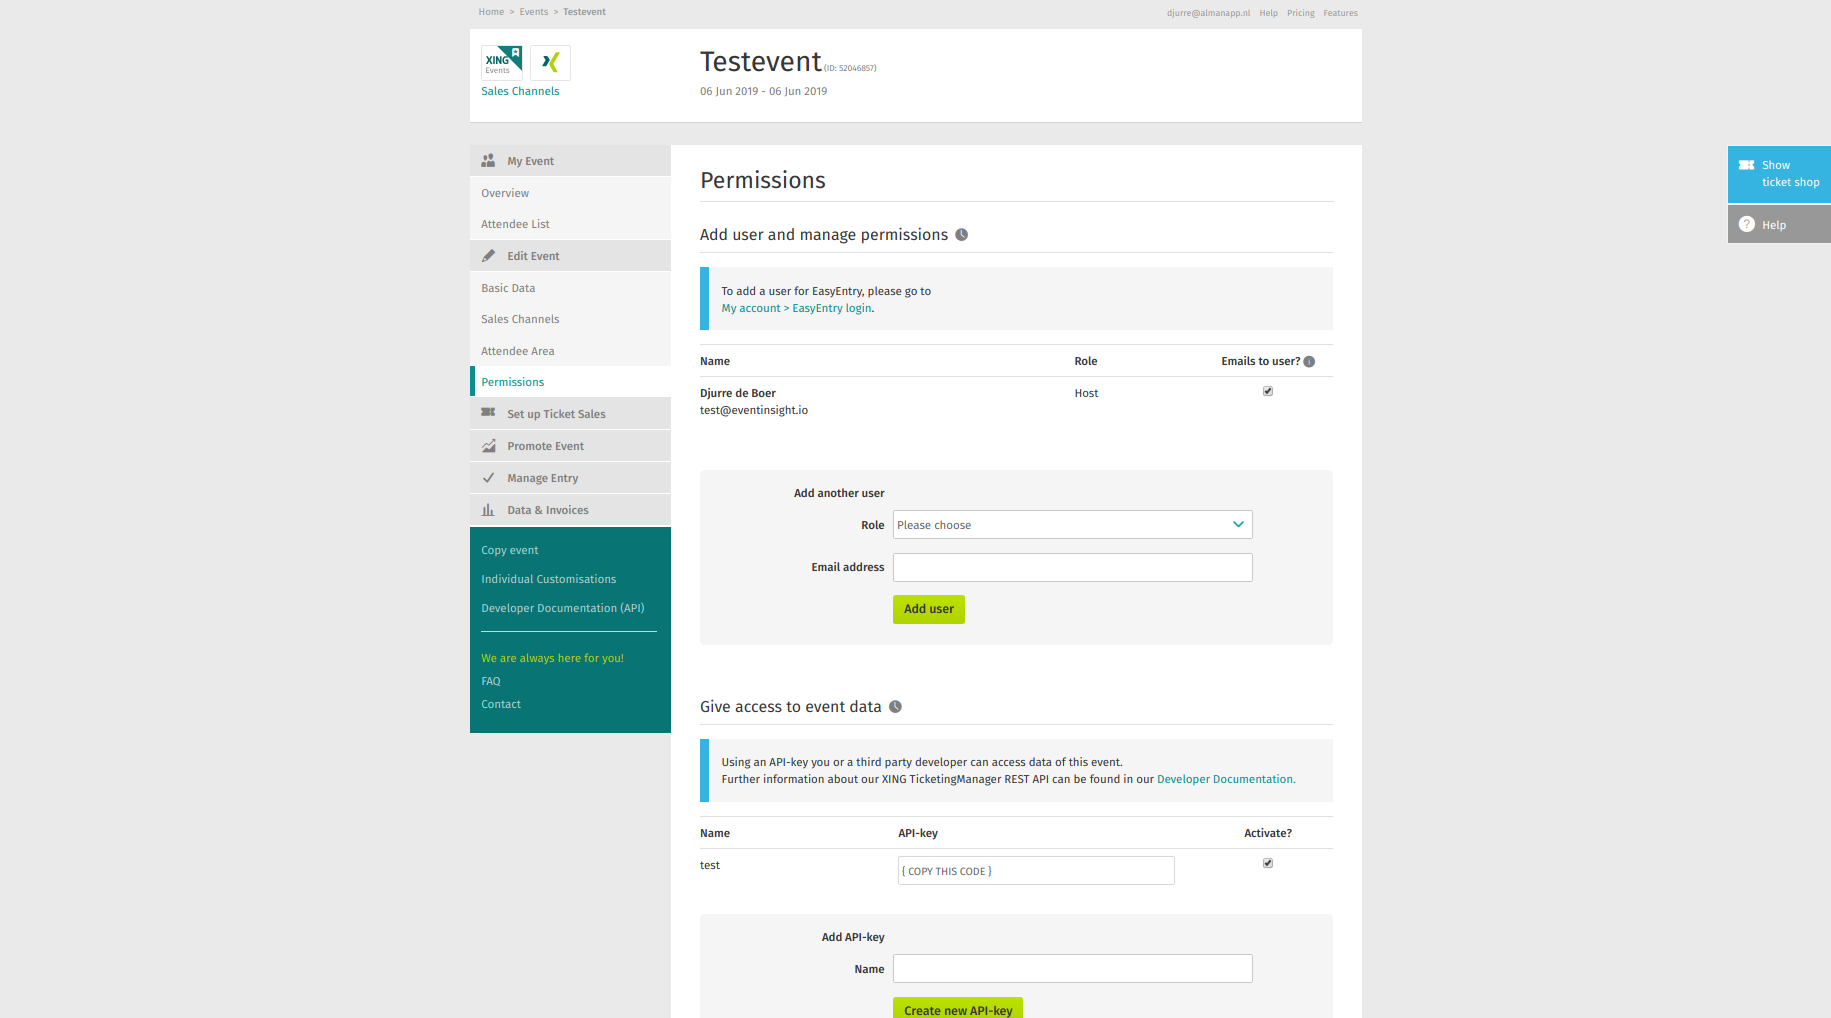 Home > Events > Testevent
djurre@almanapp.nl Help Pricing Features
XING
Events
Sales Channels
Testevent (ID: 52046857)
06 Jun 2019 - 06 Jun 2019
My Event
Overview
Attendee List
Edit Event
Basic Data
Sales Channels
Attendee Area
Permissions
Set up Ticket Sales
Promote Event
Manage Entry
Data & Invoices
Copy event
Individual Customisations
Developer Documentation (API)
We are always here for you!
FAQ
Contact
Permissions
Add user and manage permissions
To add a user for EasyEntry, please go to
My account > EasyEntry login.
Name Role Emails to user?
Djurre de Boer Host
test@eventinsight.io
Add another user
Role Please choose
Email address
Add user
Give access to event data
Using an API-key you or a third party developer can access data of this event.
Further information about our XING TicketingManager REST API can be found in our Developer Documentation.
Name API-key Activate?
test { COPY THIS CODE }
Add API-key
Name
Create new API-key
Show
ticket shop
? Help